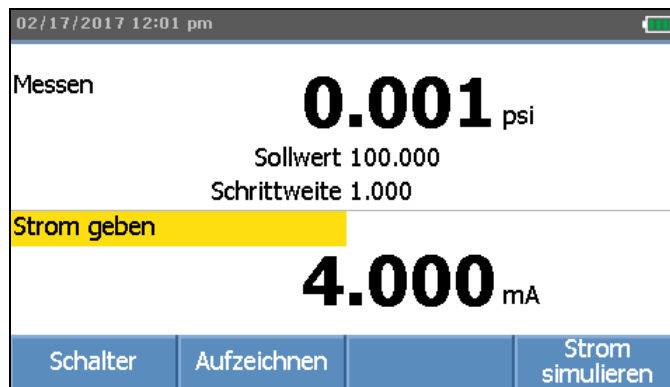 02/17/2017 12:01 pm
Messen
0.001 psi
Sollwert 100.000
Schrittweite 1.000
Strom geben
4.000 mA
Schalter
Aufzeichnen
Strom
simulieren